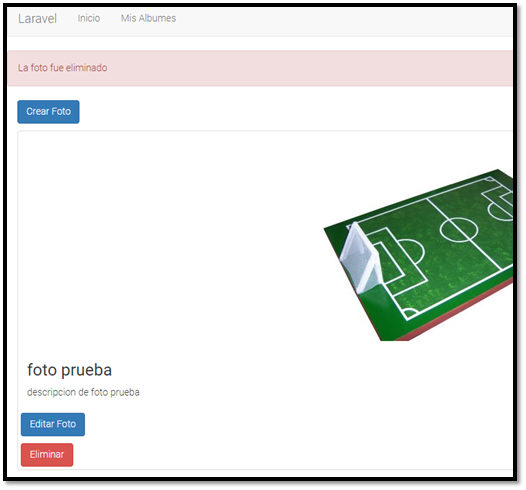 Laravel Inicio Mis Albumes
La foto fue eliminado
Crear Foto
foto prueba
descripcion de foto prueba
Editar Foto
Eliminar